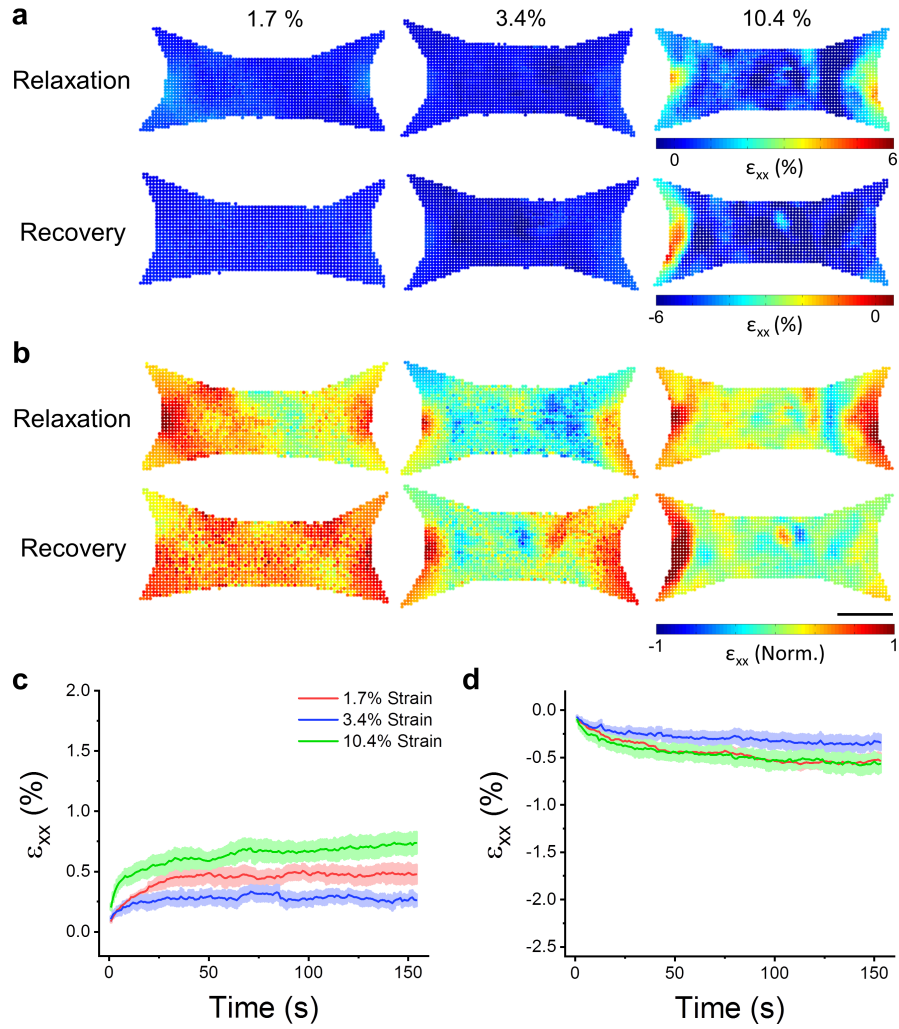 a
1.7 % 3.4% 10.4 %
Relaxation
0 6
εxx (%)
Recovery
-6 0
εxx (%)
b
Relaxation
Recovery
-1 1
εxx (Norm.)
c
2.0
1.5
1.0
0.5
0.0
εxx (%)
1.7% Strain
3.4% Strain
10.4% Strain
0 50 100 150
Time (s)
d
0.0
-0.5
-1.0
-1.5
-2.0
-2.5
εxx (%)
0 50 100 150
Time (s)